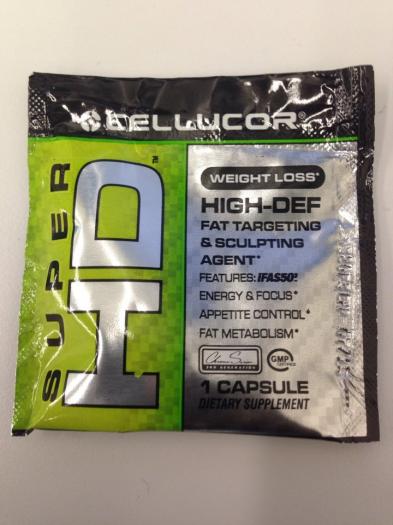 CELLUCOR®
SUPER
HD™
WEIGHT LOSS*
HIGH-DEF
FAT TARGETING
& SCULPTING
AGENT*
FEATURES: iFAS50
ENERGY & FOCUS*
APPETITE CONTROL*
FAT METABOLISM*
GMP
1 CAPSULE
DIETARY SUPPLEMENT